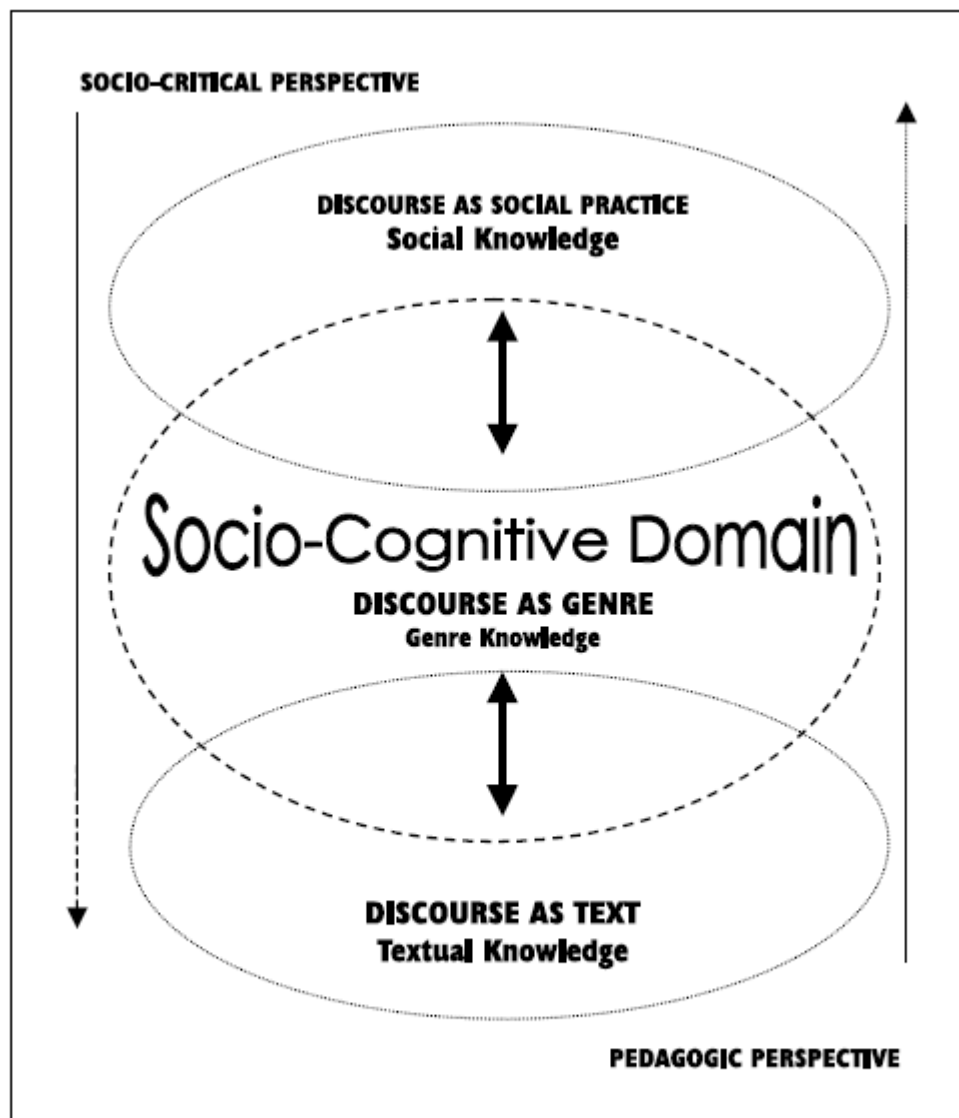 SOCIO-CRITICAL PERSPECTIVE
DISCOURSE AS SOCIAL PRACTICE
Social Knowledge
Socio-Cognitive Domain
DISCOURSE AS GENRE
Genre Knowledge
DISCOURSE AS TEXT
Textual Knowledge
PEDAGOGIC PERSPECTIVE